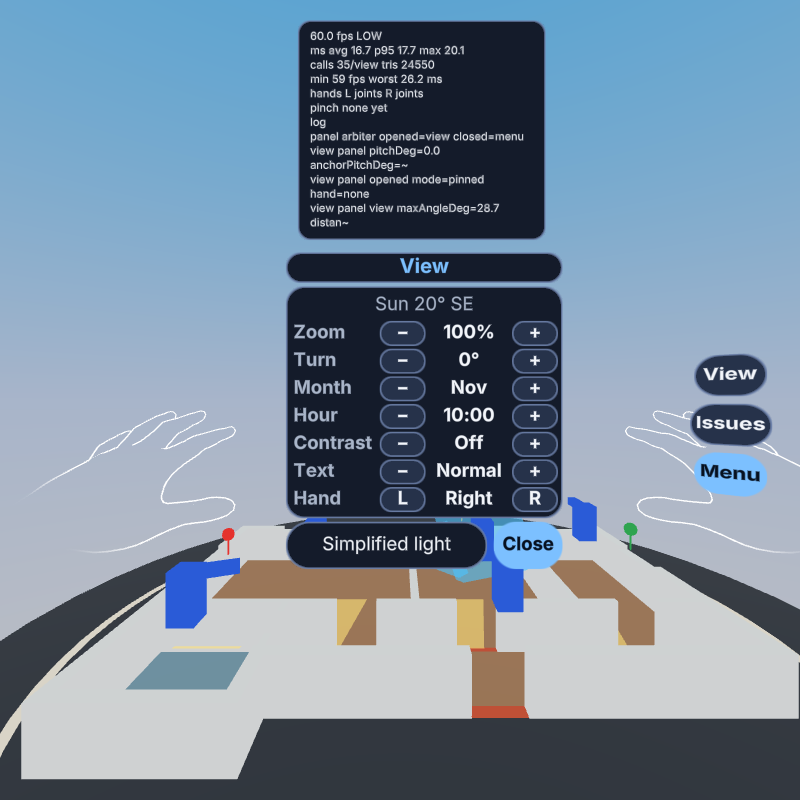 60.0 fps LOW
ms avg 16.7 p95 17.7 max 20.1
calls 35/view tris 24550
min 59 fps worst 26.2 ms
hands L joints R joints
pinch none yet
log
panel arbiter opened=view closed=menu
view panel pitchDeg=0.0
anchorPitchDeg=~
view panel opened mode=pinned
hand=none
view panel view maxAngleDeg=28.7
distan~
View
Sun 20° SE
Zoom − 100% +
Turn − 0° +
Month − Nov +
Hour − 10:00 +
Contrast − Off +
Text − Normal +
Hand L Right R
Simplified light Close
View
Issues
Menu